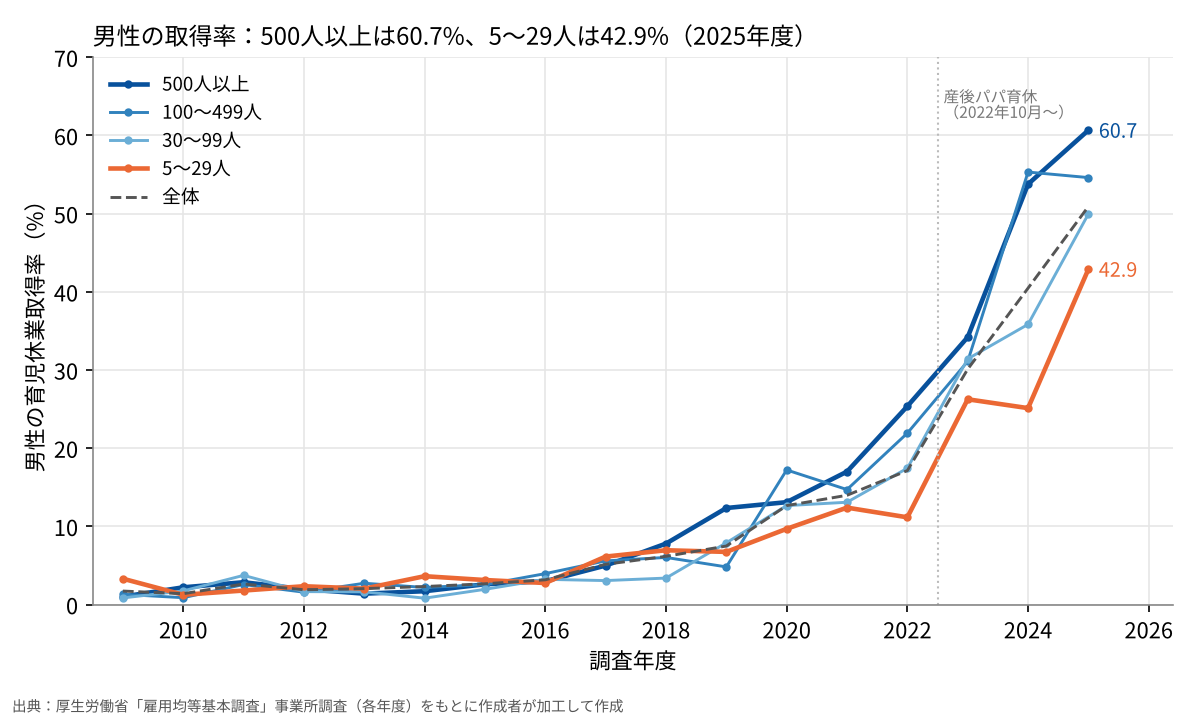 男性の取得率：500人以上は60.7%、5〜29人は42.9%（2025年度）
70
60
50
40
30
20
10
0
男性の育児休業取得率（%）
500人以上
100〜499人
30〜99人
5〜29人
全体
産後パパ育休
（2022年10月〜）
60.7
42.9
2010
2012
2014
2016
2018
2020
2022
2024
2026
調査年度
出典：厚生労働省「雇用均等基本調査」事業所調査（各年度）をもとに作成者が加工して作成